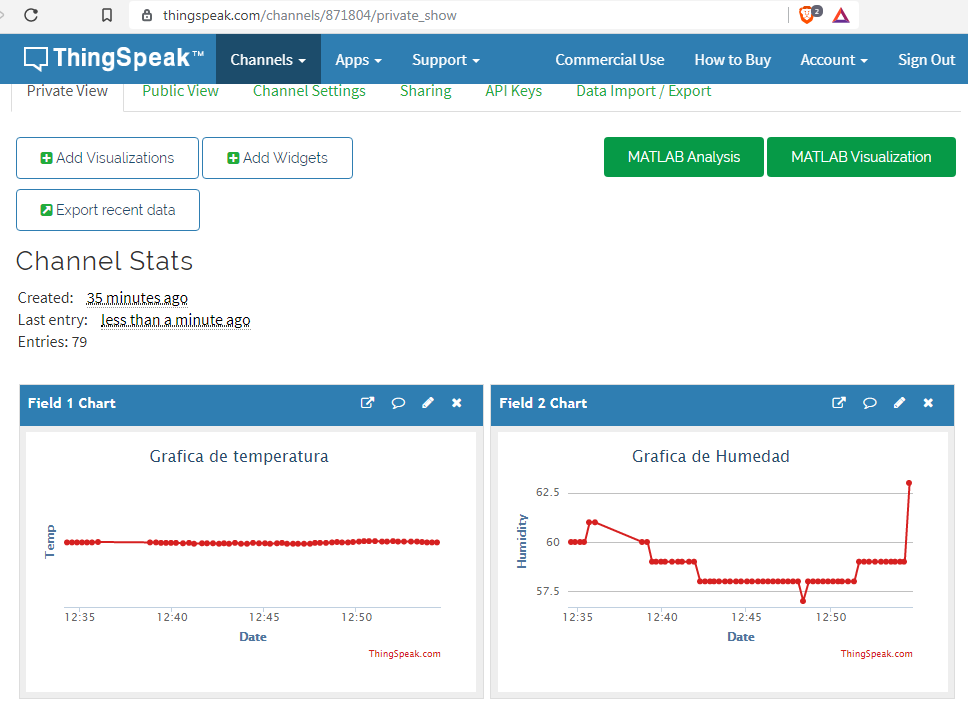 thingspeak.com/channels/871804/private_show
2
ThingSpeak™ Channels Apps Support Commercial Use How to Buy Account Sign Out
Private View Public View Channel Settings Sharing API Keys Data Import / Export
Add Visualizations Add Widgets MATLAB Analysis MATLAB Visualization
Export recent data
Channel Stats
Created: 35 minutes ago
Last entry: less than a minute ago
Entries: 79
Field 1 Chart
Grafica de temperatura
Temp
12:35 12:40 12:45 12:50
Date
ThingSpeak.com
Field 2 Chart
Grafica de Humedad
Humidity
62.5
60
57.5
12:35 12:40 12:45 12:50
Date
ThingSpeak.com